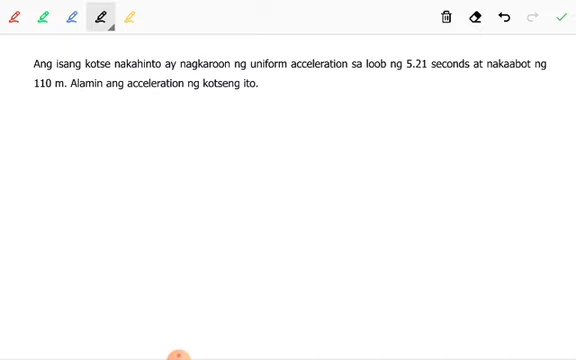 Ang isang kotse nakahinto ay nagkaroon ng uniform acceleration sa loob ng 5.21 seconds at nakaabot ng
110 m. Alamin ang acceleration ng kotseng ito.